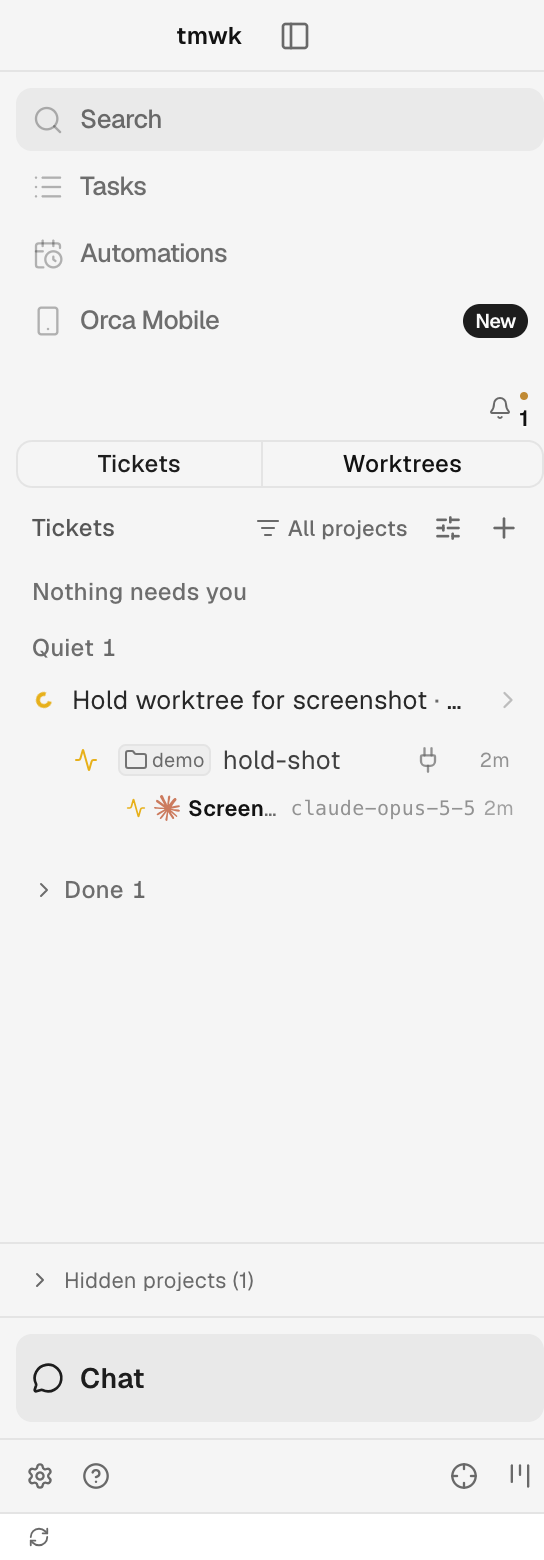 tmwk
Search
Tasks
Automations
Orca Mobile New
1
Tickets Worktrees
Tickets All projects
Nothing needs you
Quiet 1
Hold worktree for screenshot · …
demo hold-shot 2m
Screen… claude-opus-5-5 2m
Done 1
Hidden projects (1)
Chat